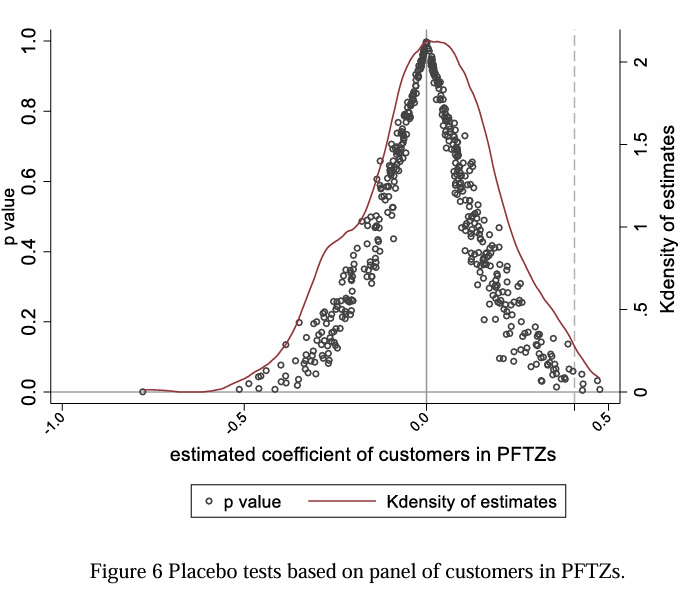 1.0
0.8
0.6
0.4
0.2
0.0
p value
2
1.5
1
.5
0
Kdensity of estimates
-1.0
-0.5
0.0
0.5
estimated coefficient of customers in PFTZs
p value
Kdensity of estimates
Figure 6 Placebo tests based on panel of customers in PFTZs.